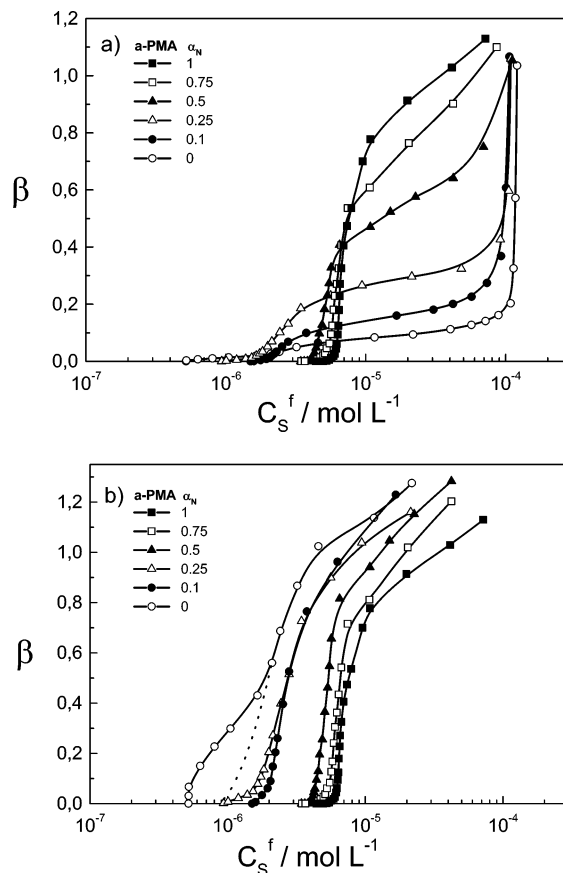 a)
a-PMA α_N
1
0.75
0.5
0.25
0.1
0
1,2
1,0
0,8
0,6
0,4
0,2
0,0
β
10⁻⁷ 10⁻⁶ 10⁻⁵ 10⁻⁴
C_S^f / mol L⁻¹
b)
a-PMA α_N
1
0.75
0.5
0.25
0.1
0
1,2
1,0
0,8
0,6
0,4
0,2
0,0
β
10⁻⁷ 10⁻⁶ 10⁻⁵ 10⁻⁴
C_S^f / mol L⁻¹